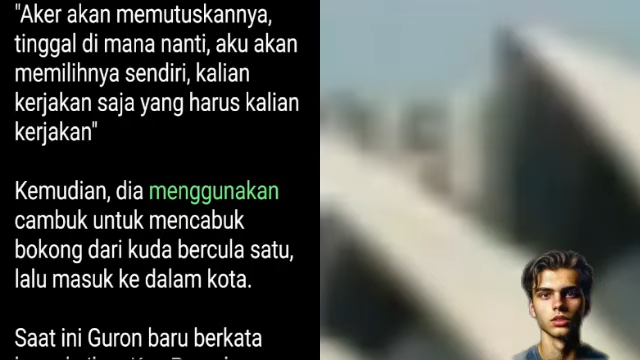 "Aker akan memutuskannya,
tinggal di mana nanti, aku akan
memilihnya sendiri, kalian
kerjakan saja yang harus kalian
kerjakan"
Kemudian, dia menggunakan
cambuk untuk mencabuk
bokong dari kuda bercula satu,
lalu masuk ke dalam kota.
Saat ini Guron baru berkata